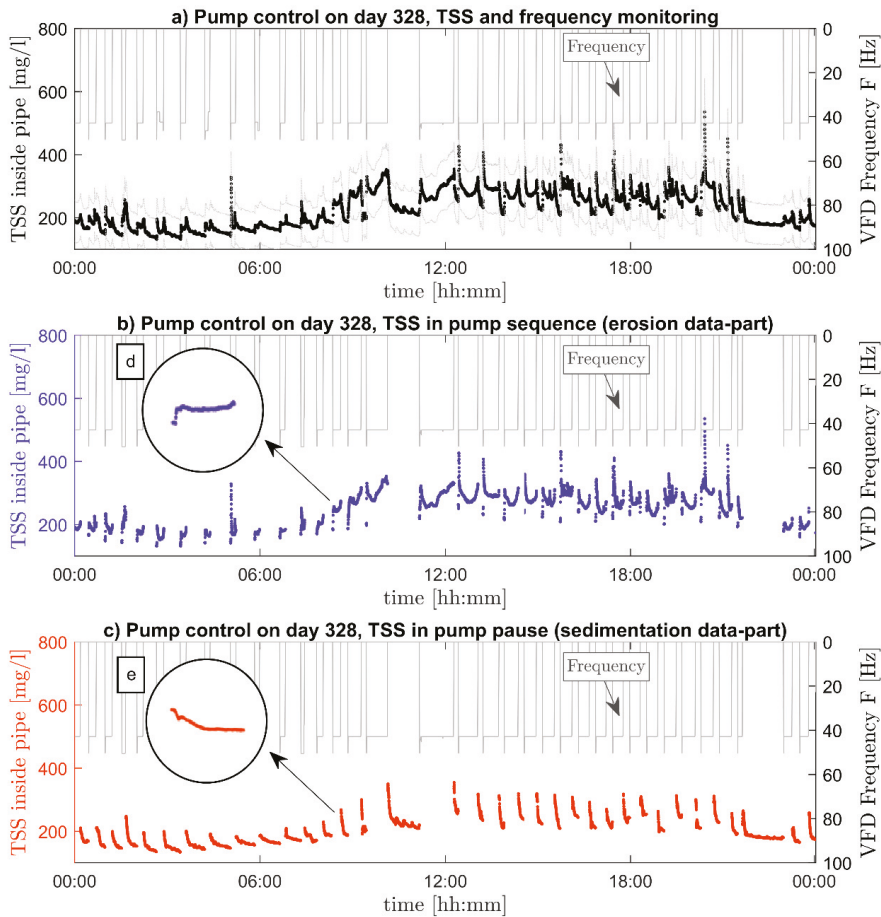 a) Pump control on day 328, TSS and frequency monitoring
TSS inside pipe [mg/l]
800
600
400
200
Frequency
0
20
40
60
80
100
VFD Frequency F [Hz]
00:00
06:00
12:00
18:00
00:00
time [hh:mm]
b) Pump control on day 328, TSS in pump sequence (erosion data-part)
TSS inside pipe [mg/l]
800
600
400
200
d
Frequency
0
20
40
60
80
100
VFD Frequency F [Hz]
00:00
06:00
12:00
18:00
00:00
time [hh:mm]
c) Pump control on day 328, TSS in pump pause (sedimentation data-part)
TSS inside pipe [mg/l]
800
600
400
200
e
Frequency
0
20
40
60
80
100
VFD Frequency F [Hz]
00:00
06:00
12:00
18:00
00:00
time [hh:mm]